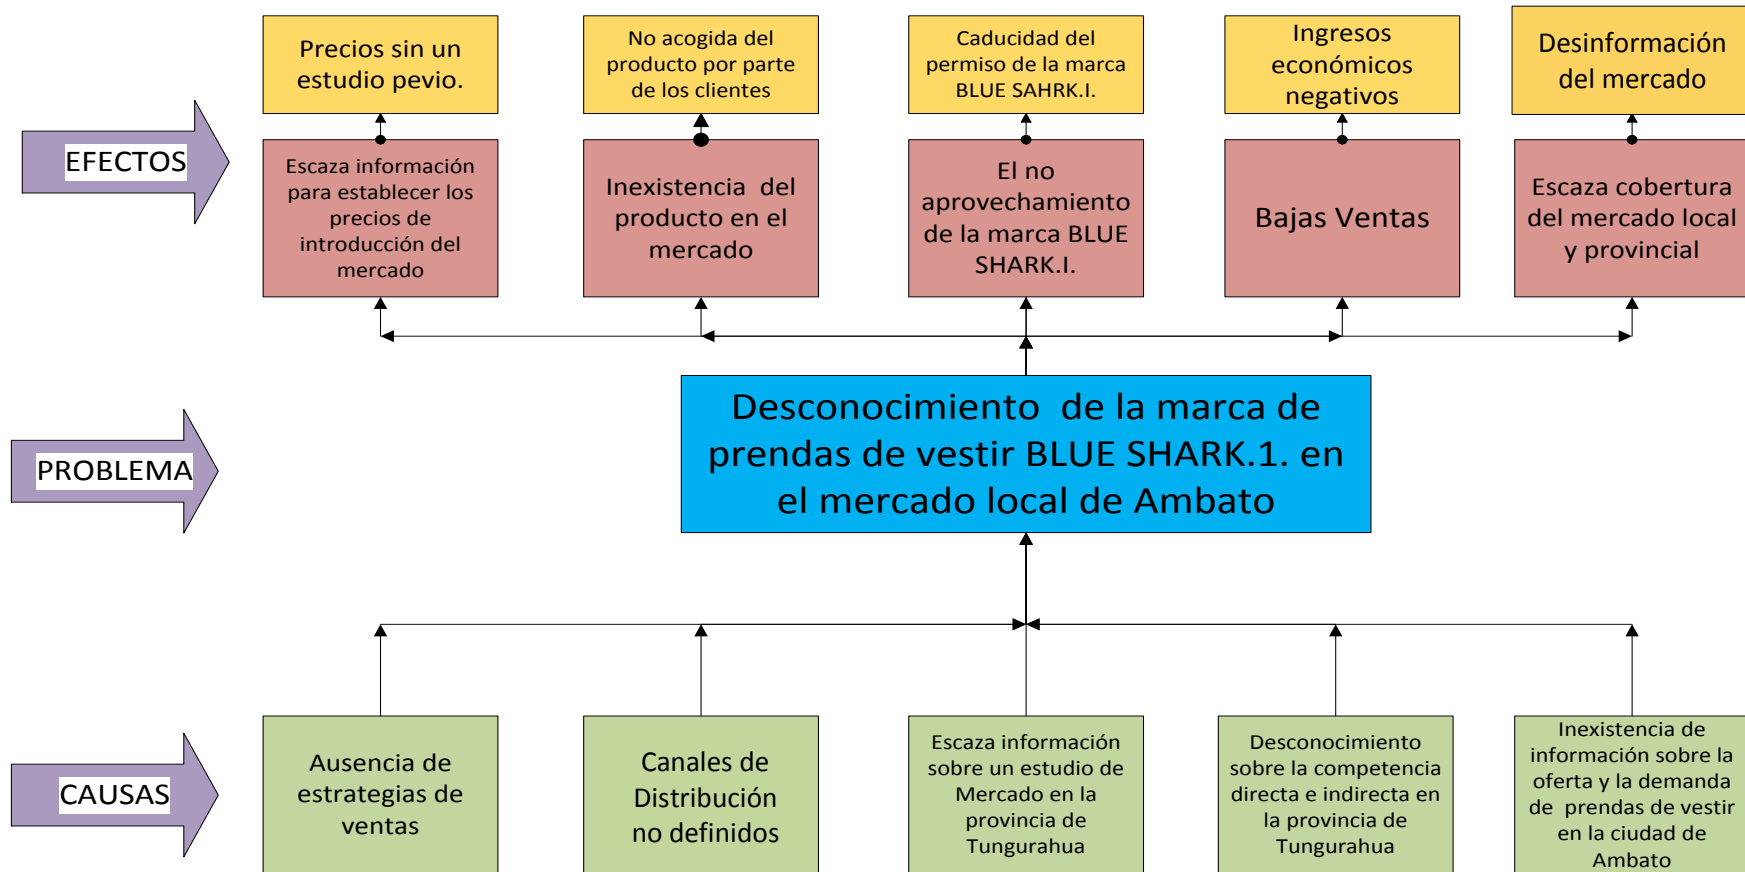 Precios sin un
estudio pevio.
No acogida del
producto por parte
de los clientes
Caducidad del
permiso de la marca
BLUE SAHRK.I.
Ingresos
económicos
negativos
Desinformación
del mercado
EFECTOS
Escaza información
para establecer los
precios de
introducción del
mercado
Inexistencia del
producto en el
mercado
El no
aprovechamiento
de la marca BLUE
SHARK.I.
Bajas Ventas
Escaza cobertura
del mercado local
y provincial
PROBLEMA
Desconocimiento de la marca de
prendas de vestir BLUE SHARK.1. en
el mercado local de Ambato
CAUSAS
Ausencia de
estrategias de
ventas
Canales de
Distribución
no definidos
Escaza información
sobre un estudio de
Mercado en la
provincia de
Tungurahua
Desconocimiento
sobre la competencia
directa e indirecta en
la provincia de
Tungurahua
Inexistencia de
información sobre la
oferta y la demanda
de prendas de vestir
en la ciudad de
Ambato